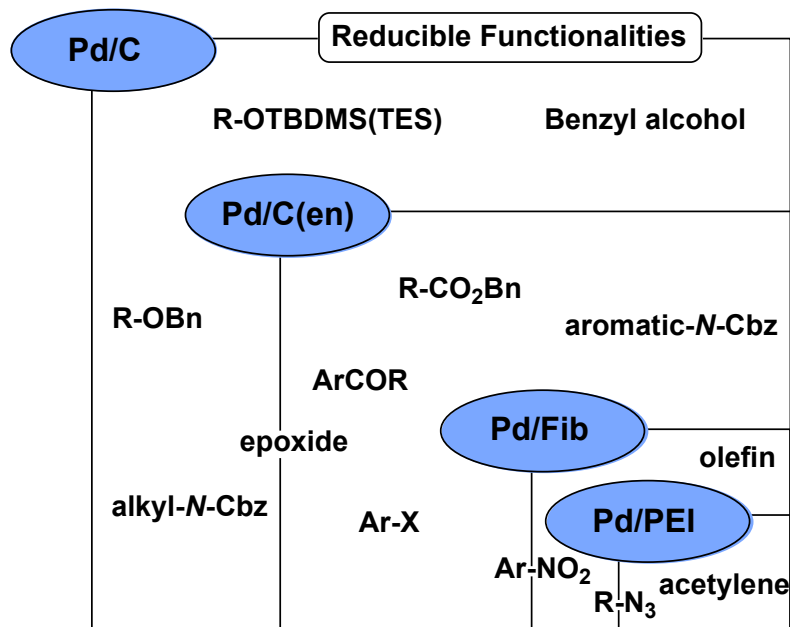 Pd/C
Reducible Functionalities
R-OTBDMS(TES)
Benzyl alcohol
Pd/C(en)
R-CO₂Bn
R-OBn
aromatic-N-Cbz
ArCOR
Pd/Fib
epoxide
olefin
alkyl-N-Cbz
Ar-X
Pd/PEI
Ar-NO₂
acetylene
R-N₃